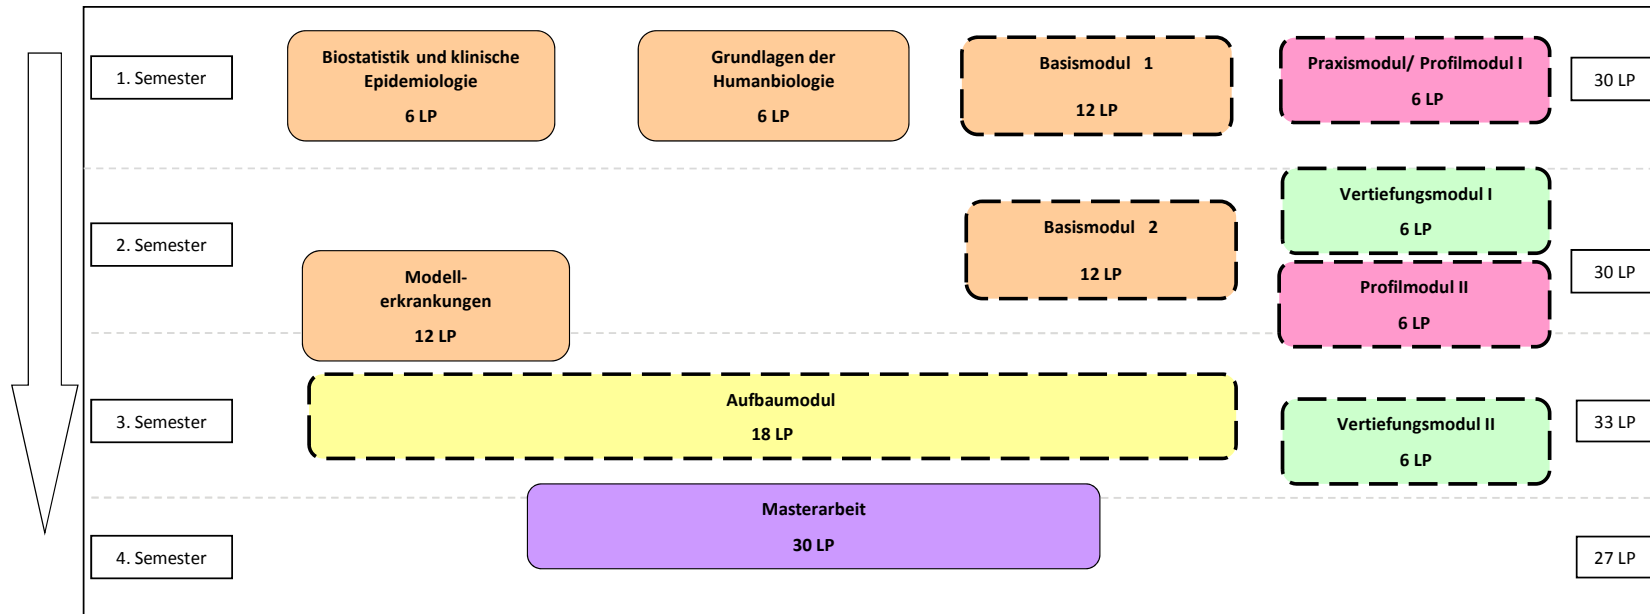 1. Semester
Biostatistik und klinische
Epidemiologie
6 LP
Grundlagen der
Humanbiologie
6 LP
Basismodul 1
12 LP
Praxismodul/ Profilmodul I
6 LP
30 LP
2. Semester
Modell-
erkrankungen
12 LP
Basismodul 2
12 LP
Vertiefungsmodul I
6 LP
Profilmodul II
6 LP
30 LP
3. Semester
Aufbaumodul
18 LP
Vertiefungsmodul II
6 LP
33 LP
4. Semester
Masterarbeit
30 LP
27 LP